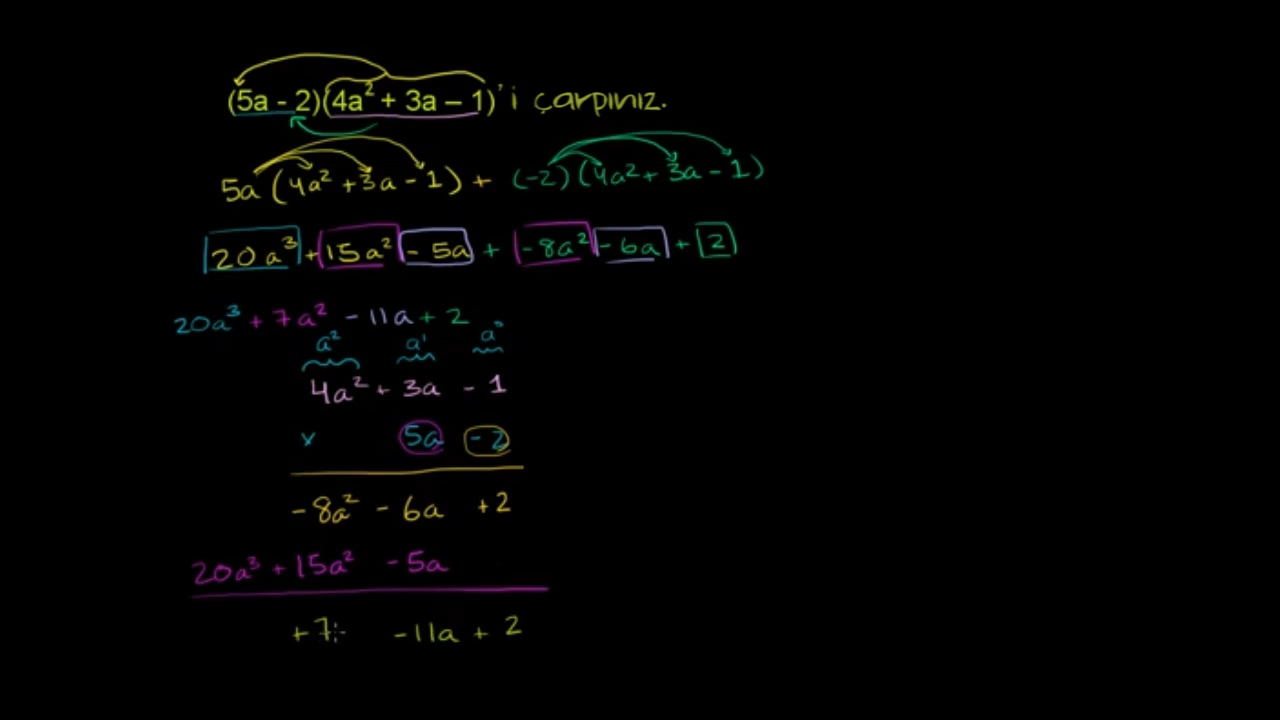 (5a - 2)(4a² + 3a - 1)'i çarpınız.
5a (4a² + 3a - 1) + (-2) (4a² + 3a - 1)
20a³ + 15a² - 5a + - 8a² - 6a + 2
20a³ + 7a² - 11a + 2
a² a¹ a⁰
4a² + 3a - 1
x 5a - 2
- 8a² - 6a + 2
20a³ + 15a² - 5a
+ 7 - 11a + 2